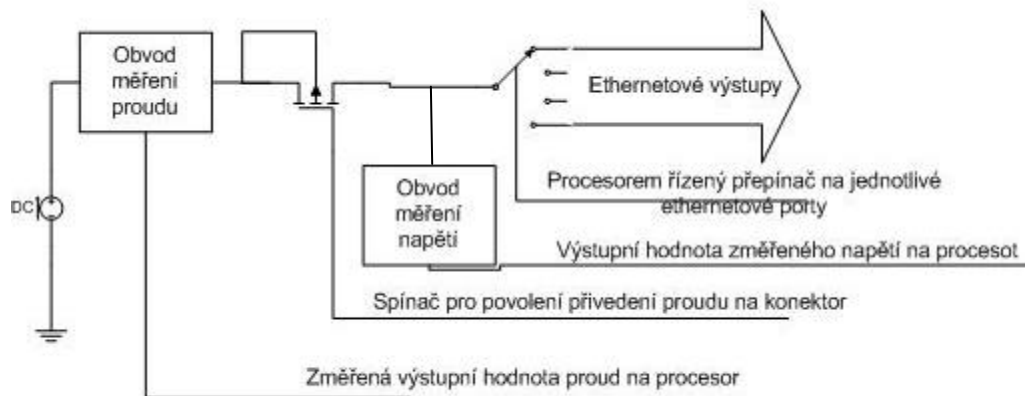 Obvod
měření
proudu
Ethernetové výstupy
DC
Obvod
měření
napětí
Procesorem řízený přepínač na jednotlivé
ethernetové porty
Výstupní hodnota změřeného napětí na procesot
Spínač pro povolení přivedení proudu na konektor
Změřená výstupní hodnota proud na procesor